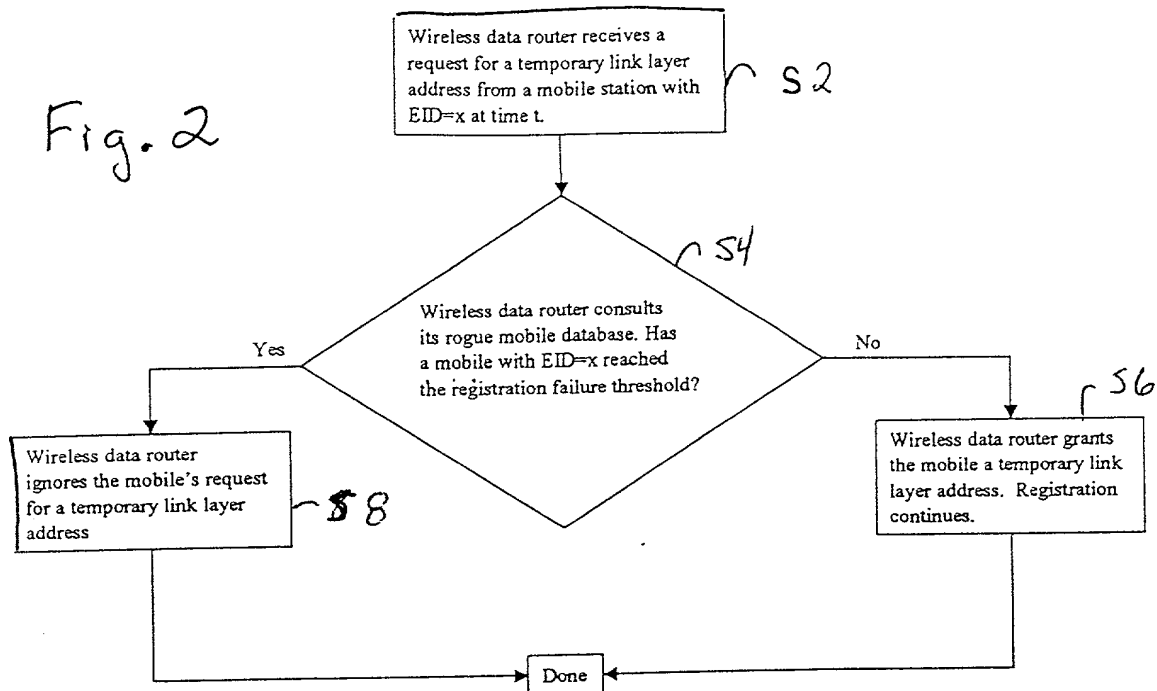 Fig. 2
Wireless data router receives a
request for a temporary link layer
address from a mobile station with
EID=x at time t.
S2
S4
Wireless data router consults
its rogue mobile database. Has
a mobile with EID=x reached
the registration failure threshold?
Yes
No
S6
Wireless data router
ignores the mobile's request
for a temporary link layer
address
S8
Wireless data router grants
the mobile a temporary link
layer address. Registration
continues.
Done